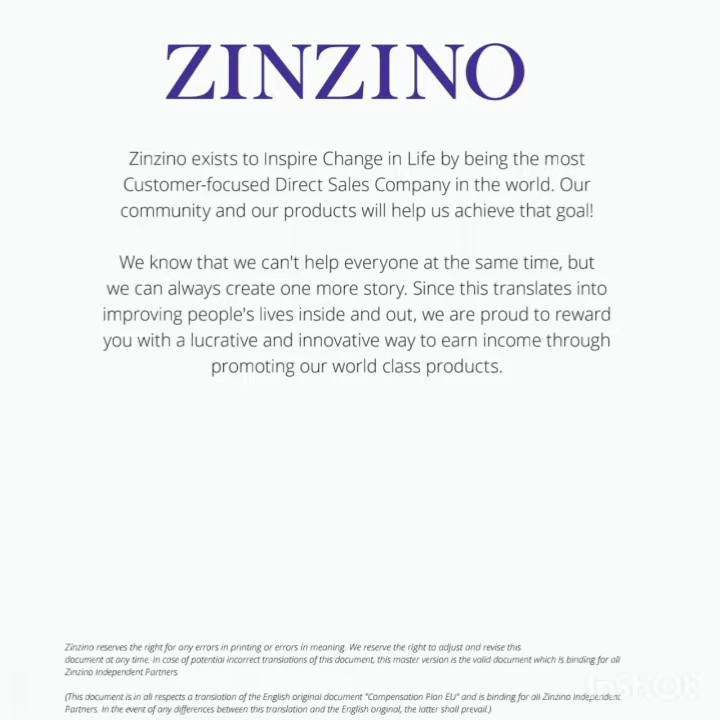 ZINZINO
Zinzino exists to Inspire Change in Life by being the most
Customer-focused Direct Sales Company in the world. Our
community and our products will help us achieve that goal!
We know that we can't help everyone at the same time, but
we can always create one more story. Since this translates into
improving people's lives inside and out, we are proud to reward
you with a lucrative and innovative way to earn income through
promoting our world class products.
Zinzino reserves the right for any errors in printing or errors in meaning. We reserve the right to adjust and revise this
document at any time. In case of potential incorrect translations of this document, this master version is the valid document which is binding for all
Zinzino Independent Partners.
(This document is in all respects a translation of the English original document "Compensation Plan EU" and is binding for all Zinzino Independent
Partners. In the event of any differences between this translation and the English original, the latter shall prevail.)
InShOt